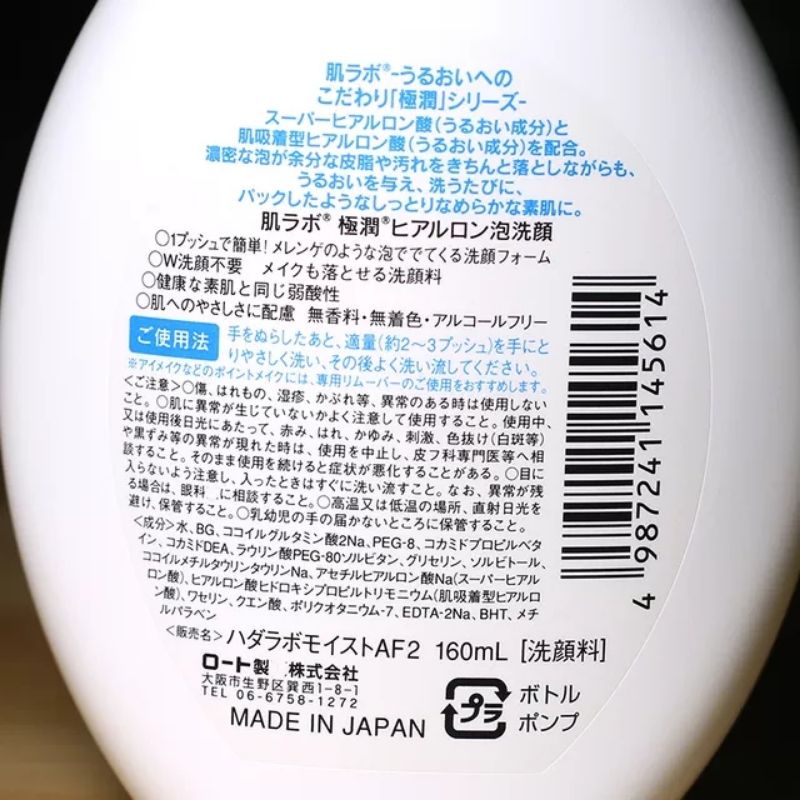 肌ラボ®-うるおいへの
こだわり「極潤」シリーズ-
スーパーヒアルロン酸(うるおい成分)と
肌吸着型ヒアルロン酸(うるおい成分)を配合。
濃密な泡が余分な皮脂や汚れをきちんと落としながらも、
うるおいを与え、洗うたびに、
パックしたようなしっとりなめらかな素肌に。
肌ラボ® 極潤®ヒアルロン泡洗顔
○1プッシュで簡単!メレンゲのような泡ででてくる洗顔フォーム
○W洗顔不要 メイクも落とせる洗顔料
○健康な素肌と同じ弱酸性
○肌へのやさしさに配慮 無香料・無着色・アルコールフリー
ご使用法
手をぬらしたあと、適量(約2~3プッシュ)を手にと
りやさしく洗い、その後よく洗い流してください。
※アイメイクなどのポイントメイクには、専用リムーバーのご使用をおすすめします。
<ご注意>○傷、はれもの、湿疹、かぶれ等、異常のある時は使用しない
こと。○肌に異常が生じていないかよく注意して使用すること。使用中、
又は使用後日光にあたって、赤み、はれ、かゆみ、刺激、色抜け(白斑等)
や黒ずみ等の異常が現れた時は、使用を中止し、皮フ科専門医等へ相
談すること。そのまま使用を続けると症状が悪化することがある。○目に
入らないよう注意し、入ったときはすぐに洗い流すこと。なお、異常が残
る場合は、眼科 に相談すること。○高温又は低温の場所、直射日光を
避け、保管すること。○乳幼児の手の届かないところに保管すること。
<成分>水、BG、ココイルグルタミン酸2Na、PEG-8、コカミドプロピルベタ
イン、コカミドDEA、ラウリン酸PEG-80ソルビタン、グリセリン、ソルビトール、
ココイルメチルタウリンタウリンNa、アセチルヒアルロン酸Na(スーパーヒアル
ロン酸)、ヒアルロン酸ヒドロキシプロピルトリモニウム(肌吸着型ヒアルロ
ン酸)、ワセリン、クエン酸、ポリクオタニウム-7、EDTA-2Na、BHT、メチ
ルパラベン
<販売名>ハダラボモイストAF2 160mL [洗顔料]
ロート製 株式会社
大阪市生野区巽西1-8-1
TEL 06-6758-1272
MADE IN JAPAN
プラ
ボトル
ポンプ
4 987241 145614